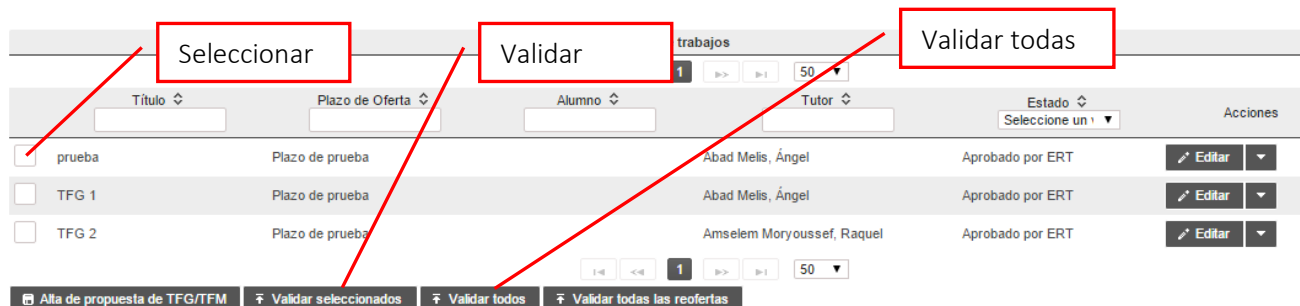 Seleccionar
Validar
Validar todas
trabajos
1 50
Título Plazo de Oferta Alumno Tutor Estado Acciones
Seleccione un
prueba Plazo de prueba Abad Melis, Ángel Aprobado por ERT Editar
TFG 1 Plazo de prueba Abad Melis, Ángel Aprobado por ERT Editar
TFG 2 Plazo de prueba Amselem Moryoussef, Raquel Aprobado por ERT Editar
1 50
Alta de propuesta de TFG/TFM Validar seleccionados Validar todos Validar todas las reofertas